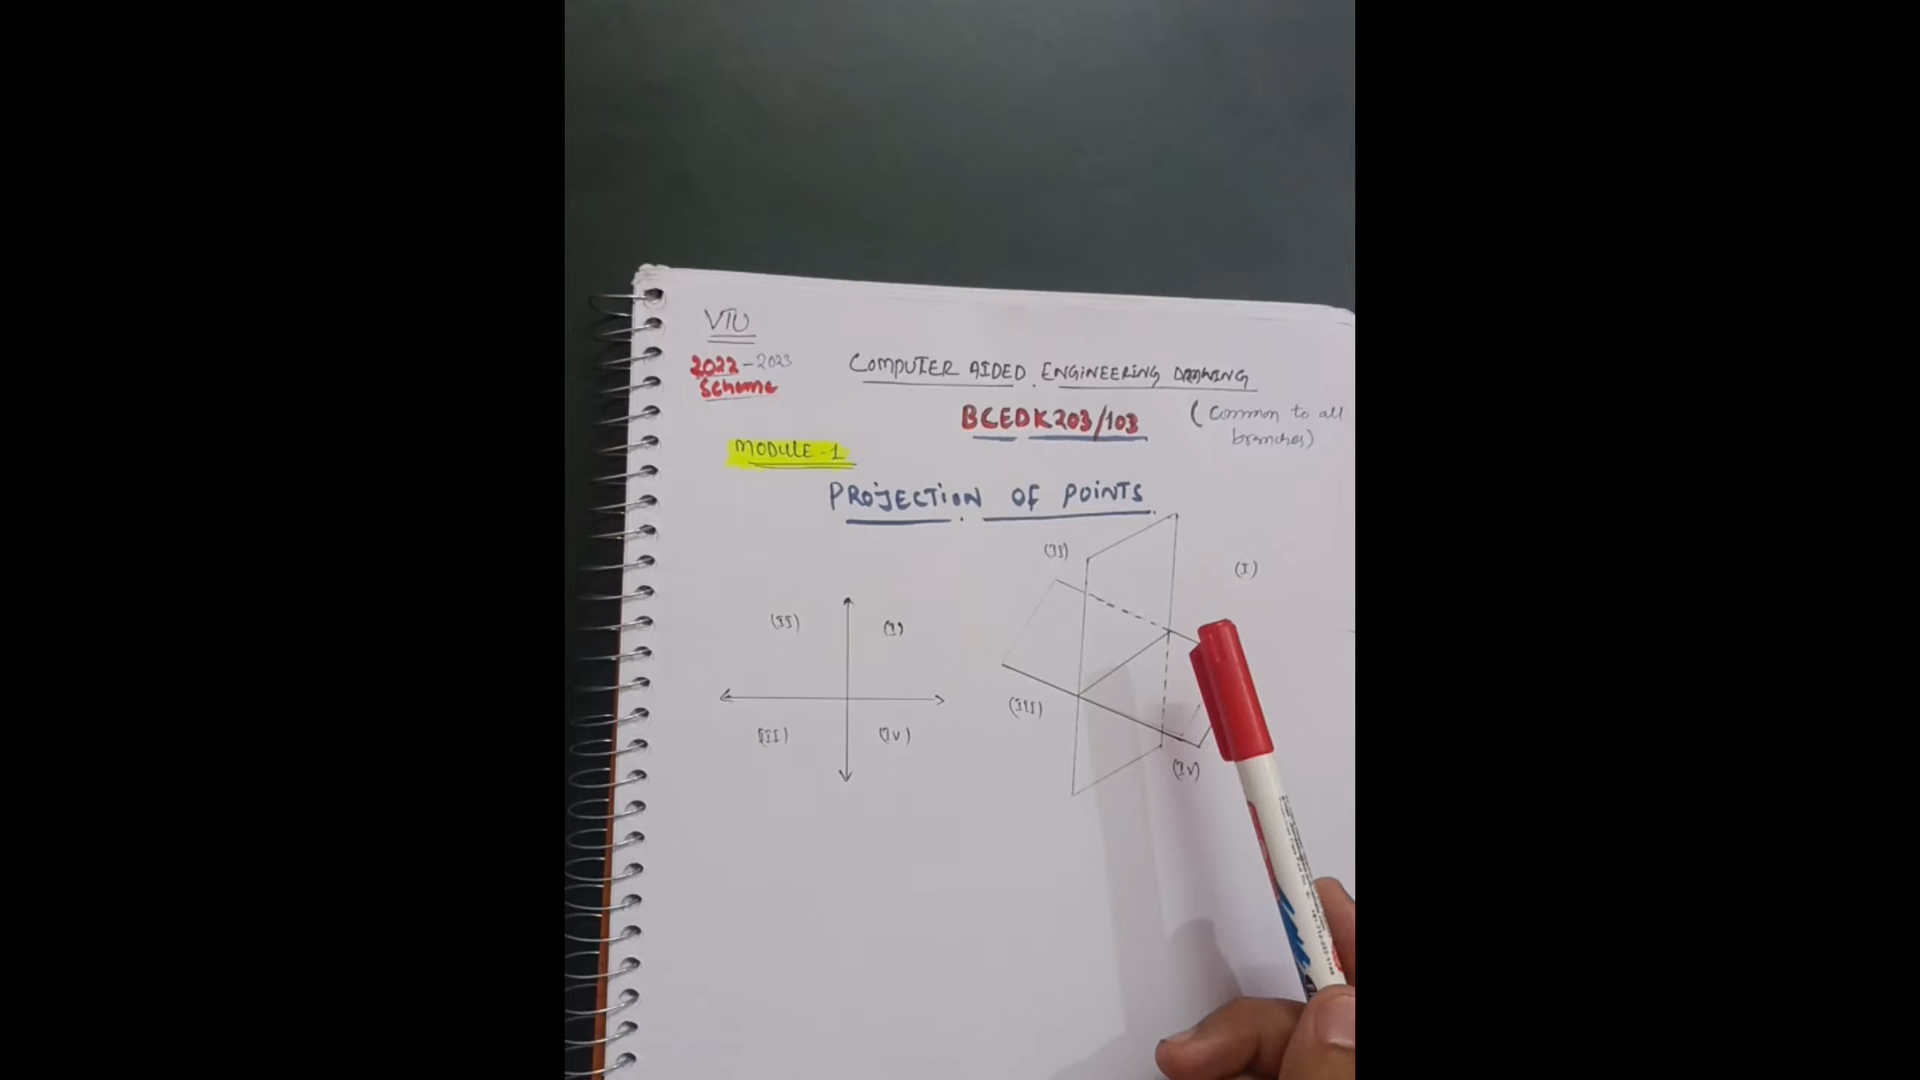 VTU
2022-2023
Scheme
COMPUTER AIDED ENGINEERING DRAWING
BCEDK203/103
(Common to all
branches)
MODULE-1
PROJECTION OF POINTS
(II)
(I)
(II)
(I)
(III)
(III)
(IV)
(IV)